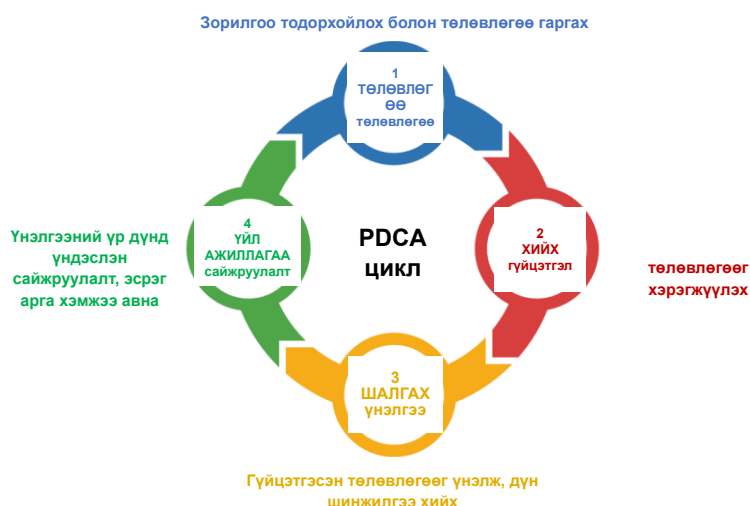 Зорилгоо тодорхойлох болон төлөвлөгөө гаргах
1
ТӨЛӨВЛӨГ
ӨӨ
төлөвлөгөө
2
ХИЙХ
гүйцэтгэл
төлөвлөгөөг
хэрэгжүүлэх
PDCA
цикл
4
ҮЙЛ
АЖИЛЛАГАА
сайжруулалт
Үнэлгээний үр дүнд
үндэслэн
сайжруулалт, эсрэг
арга хэмжээ авна
3
ШАЛГАХ
үнэлгээ
Гүйцэтгэсэн төлөвлөгөөг үнэлж, дүн
шинжилгээ хийх